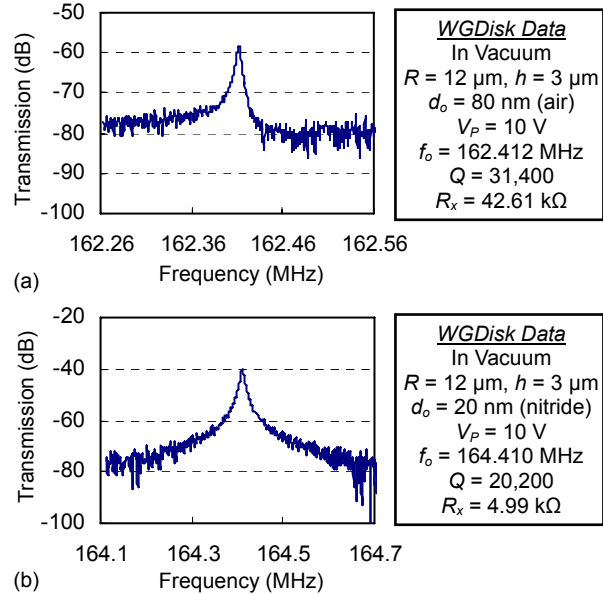 -50
-60
-70
-80
-90
-100
Transmission (dB)
162.26 162.36 162.46 162.56
Frequency (MHz)
(a)
WGDisk Data
In Vacuum
R = 12 μm, h = 3 μm
dₒ = 80 nm (air)
V_P = 10 V
fₒ = 162.412 MHz
Q = 31,400
Rₓ = 42.61 kΩ
-20
-40
-60
-80
-100
Transmission (dB)
164.1 164.3 164.5 164.7
Frequency (MHz)
(b)
WGDisk Data
In Vacuum
R = 12 μm, h = 3 μm
dₒ = 20 nm (nitride)
V_P = 10 V
fₒ = 164.410 MHz
Q = 20,200
Rₓ = 4.99 kΩ